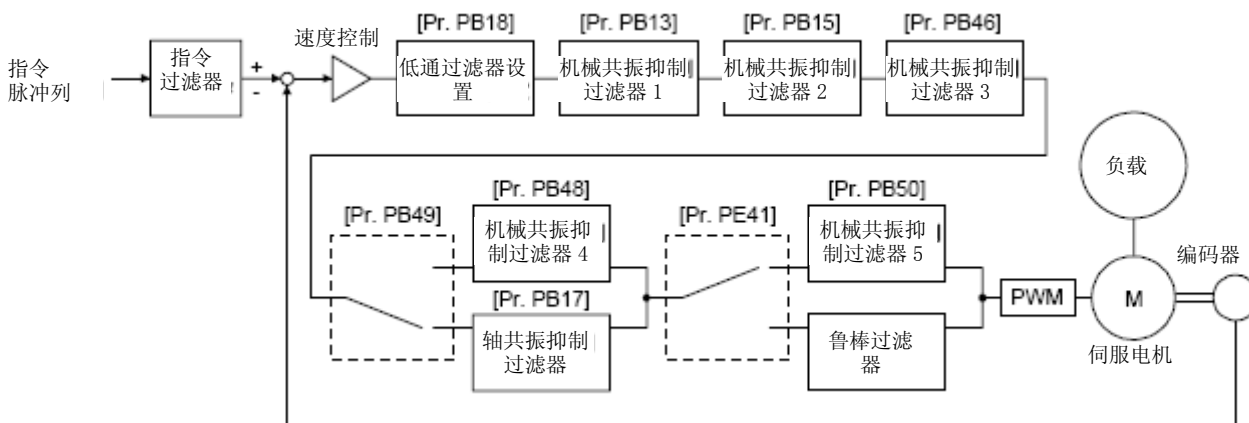 [Pr. PB18]
[Pr. PB13]
[Pr. PB15]
[Pr. PB46]
速度控制
指令
脉冲列
指令
过滤器
+
-
低通过滤器设
置
机械共振抑制
过滤器 1
机械共振抑制
过滤器 2
机械共振抑制
过滤器 3
负载
[Pr. PB48]
[Pr. PB50]
[Pr. PB49]
[Pr. PE41]
机械共振抑
制过滤器 4
机械共振抑
制过滤器 5
编码器
[Pr. PB17]
PWM
M
轴共振抑制
过滤器
鲁棒过滤
器
伺服电机